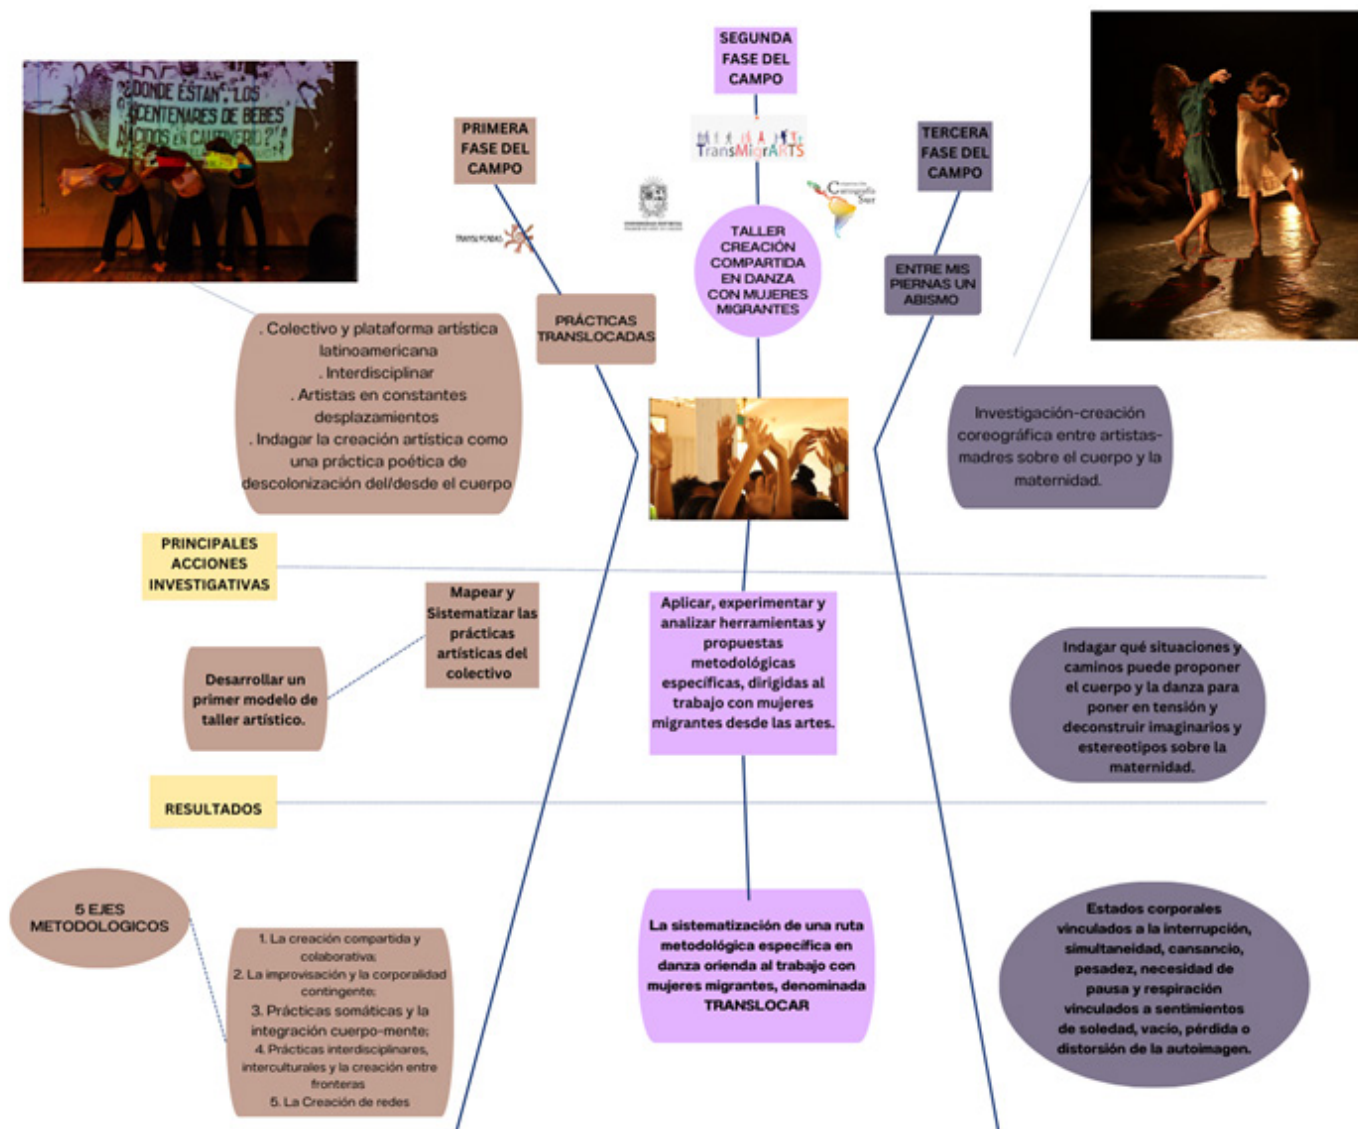 ¿DONDE ESTAN, LOS
CENTENARES DE BEBES
NACIDOS EN CAUTIVERIO?
PRIMERA
FASE DEL
CAMPO
SEGUNDA
FASE DEL
CAMPO
TransMigrARTS
TERCERA
FASE DEL
CAMPO
Cartografía
Sur
TALLER
CREACIÓN
COMPARTIDA
EN DANZA
CON MUJERES
MIGRANTES
PRÁCTICAS
TRANSLOCADAS
ENTRE MIS
PIERNAS UN
ABISMO
. Colectivo y plataforma artística
latinoamericana
. Interdisciplinar
. Artistas en constantes
desplazamientos
. Indagar la creación artística como
una práctica poética de
descolonización del/desde el cuerpo
Investigación-creación
coreográfica entre artistas-
madres sobre el cuerpo y la
maternidad.
PRINCIPALES
ACCIONES
INVESTIGATIVAS
Mapear y
Sistematizar las
prácticas
artísticas del
colectivo
Desarrollar un
primer modelo de
taller artístico.
Aplicar, experimentar y
analizar herramientas y
propuestas
metodológicas
específicas, dirigidas al
trabajo con mujeres
migrantes desde las artes.
Indagar qué situaciones y
caminos puede proponer
el cuerpo y la danza para
poner en tensión y
deconstruir imaginarios y
estereotipos sobre la
maternidad.
RESULTADOS
5 EJES
METODOLOGICOS
1. La creación compartida y
colaborativa;
2. La improvisación y la corporalidad
contingente;
3. Prácticas somáticas y la
integración cuerpo-mente;
4. Prácticas interdisciplinares,
interculturales y la creación entre
fronteras
5. La Creación de redes
La sistematización de una ruta
metodológica específica en
danza orienda al trabajo con
mujeres migrantes, denominada
TRANSLOCAR
Estados corporales
vinculados a la interrupción,
simultaneidad, cansancio,
pesadez, necesidad de
pausa y respiración
vinculados a sentimientos
de soledad, vacío, pérdida o
distorsión de la autoimagen.